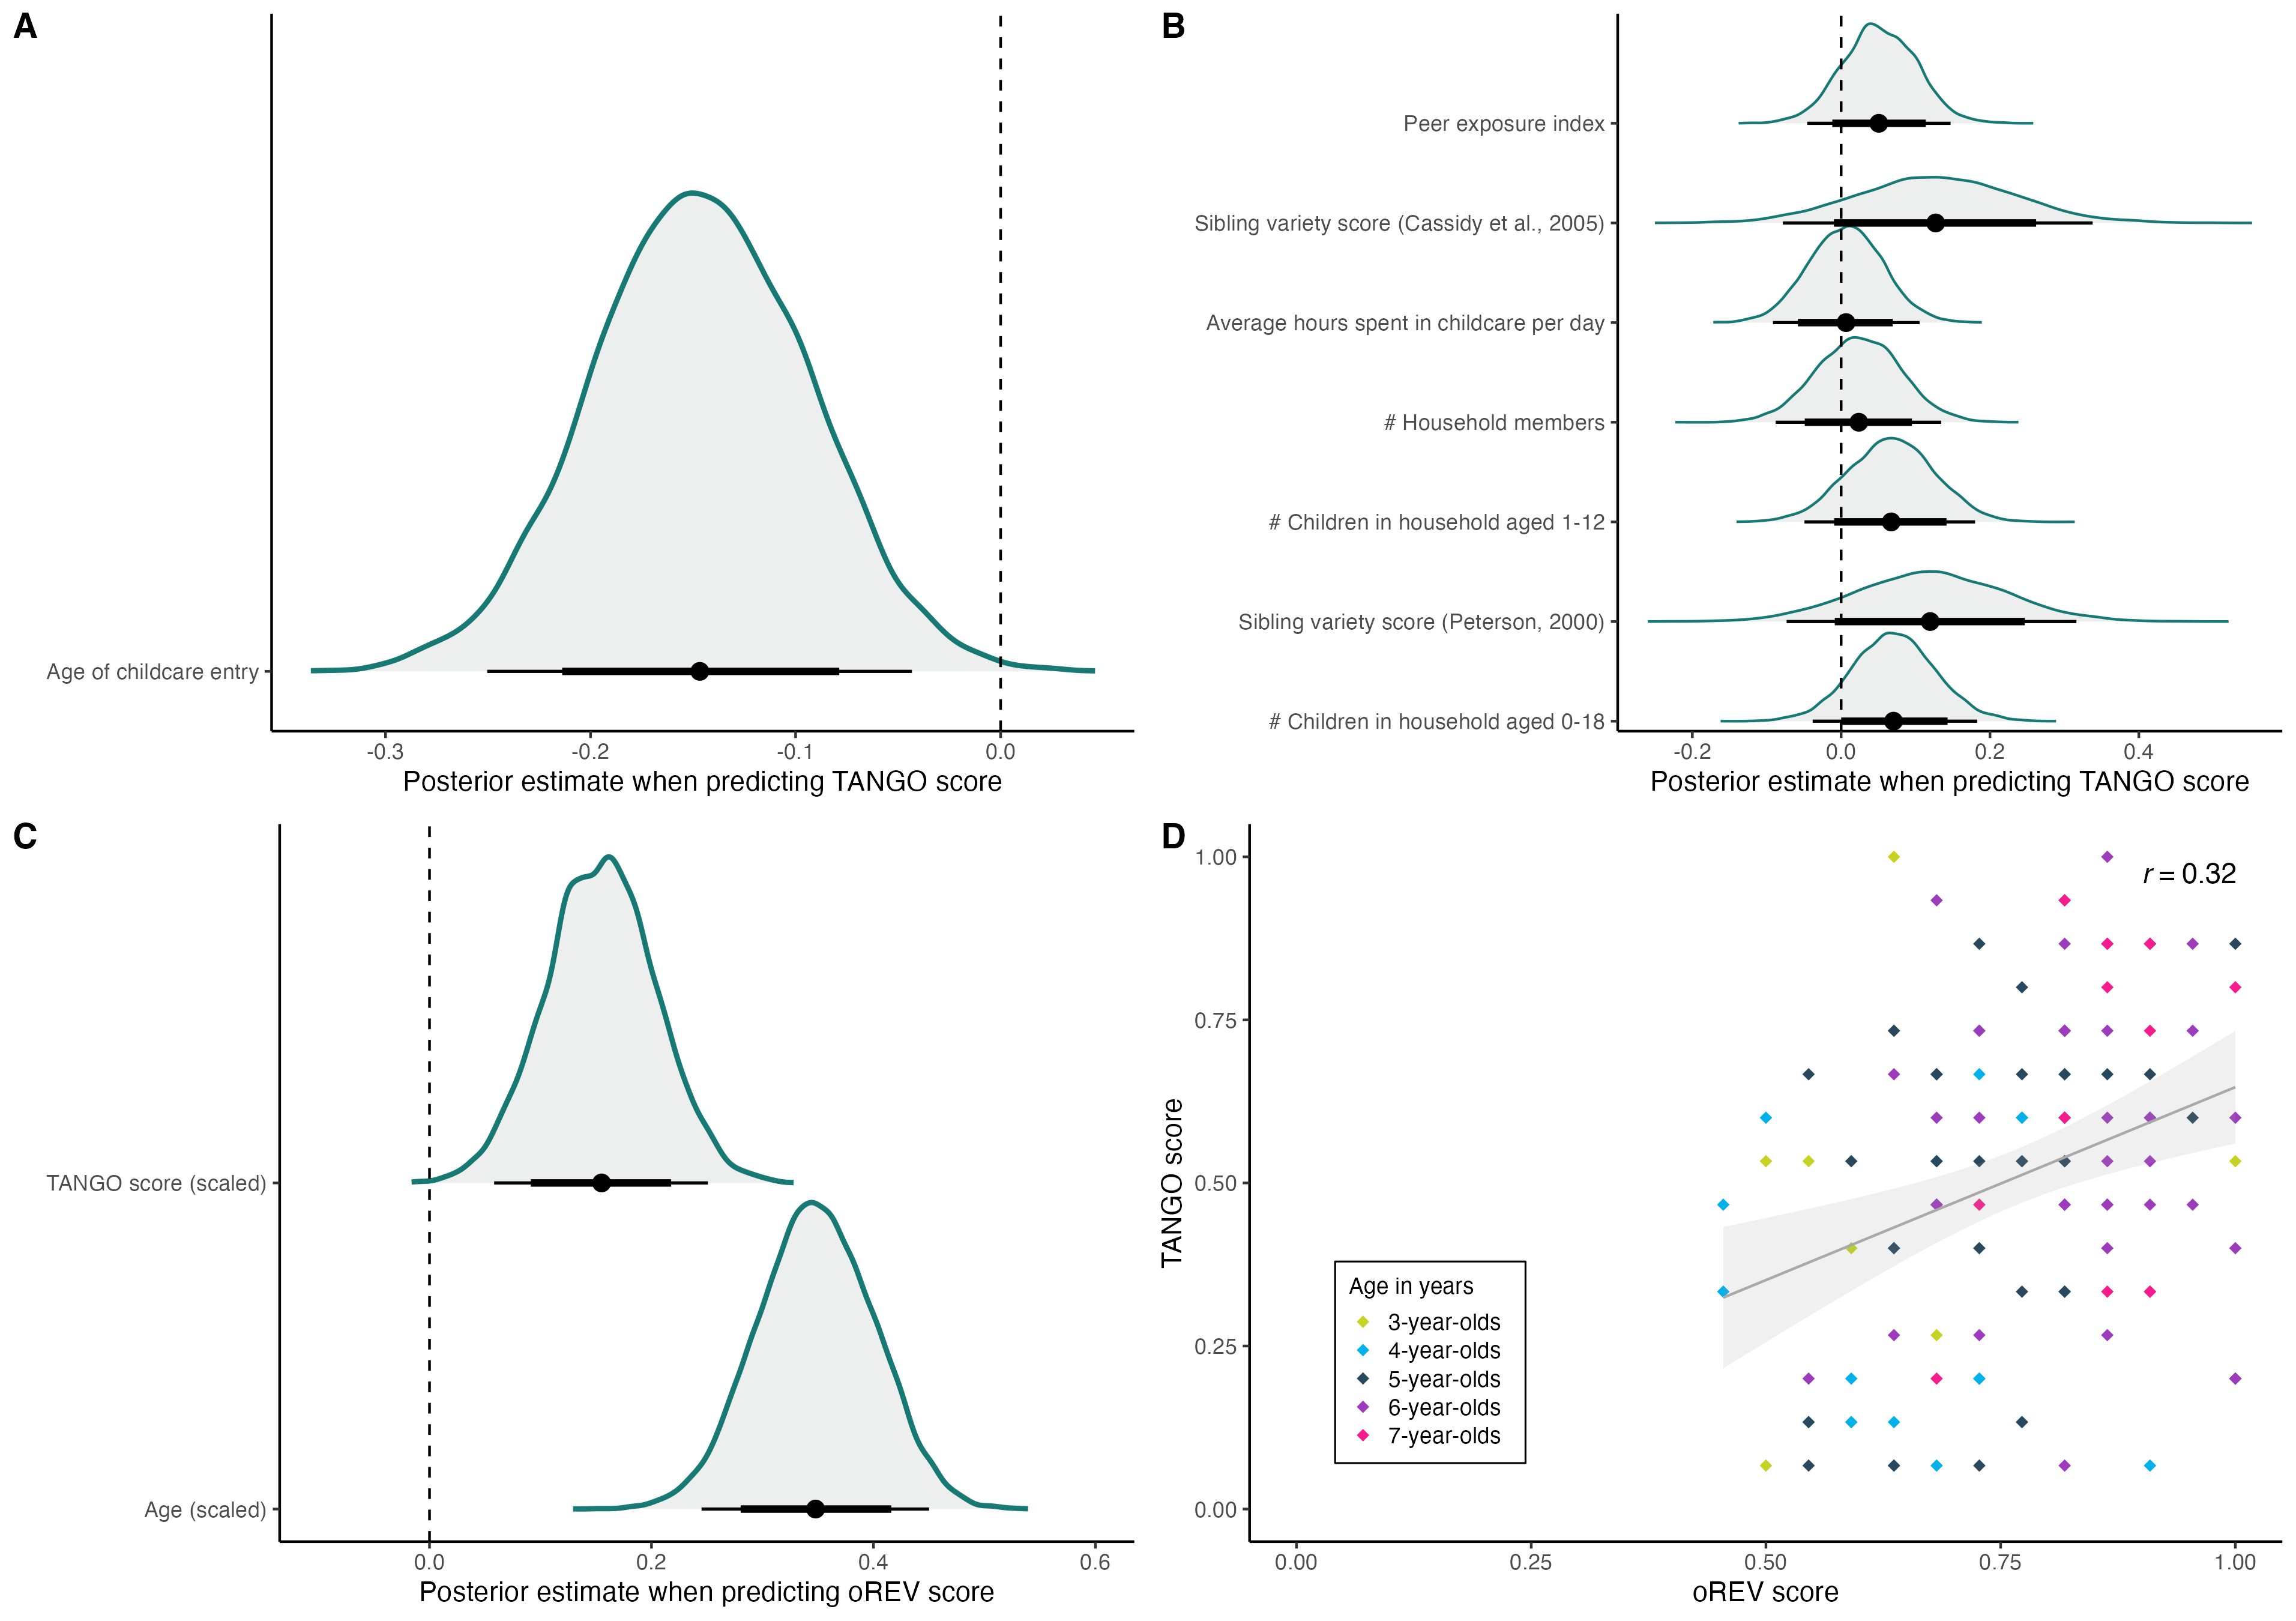 A
Age of childcare entry
-0.3 -0.2 -0.1 0.0
Posterior estimate when predicting TANGO score
B
Peer exposure index
Sibling variety score (Cassidy et al., 2005)
Average hours spent in childcare per day
# Household members
# Children in household aged 1-12
Sibling variety score (Peterson, 2000)
# Children in household aged 0-18
-0.2 0.0 0.2 0.4
Posterior estimate when predicting TANGO score
C
TANGO score (scaled)
Age (scaled)
0.0 0.2 0.4 0.6
Posterior estimate when predicting oREV score
D
r = 0.32
TANGO score
1.00
0.75
0.50
0.25
0.00
Age in years
3-year-olds
4-year-olds
5-year-olds
6-year-olds
7-year-olds
0.00 0.25 0.50 0.75 1.00
oREV score